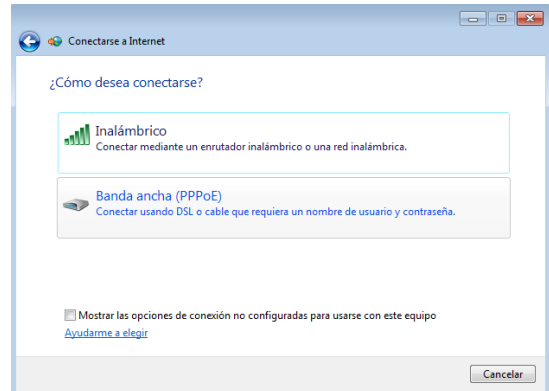 Conectarse a Internet
¿Cómo desea conectarse?
Inalámbrico
Conectar mediante un enrutador inalámbrico o una red inalámbrica.
Banda ancha (PPPoE)
Conectar usando DSL o cable que requiera un nombre de usuario y contraseña.
Mostrar las opciones de conexión no configuradas para usarse con este equipo
Ayudarme a elegir
Cancelar